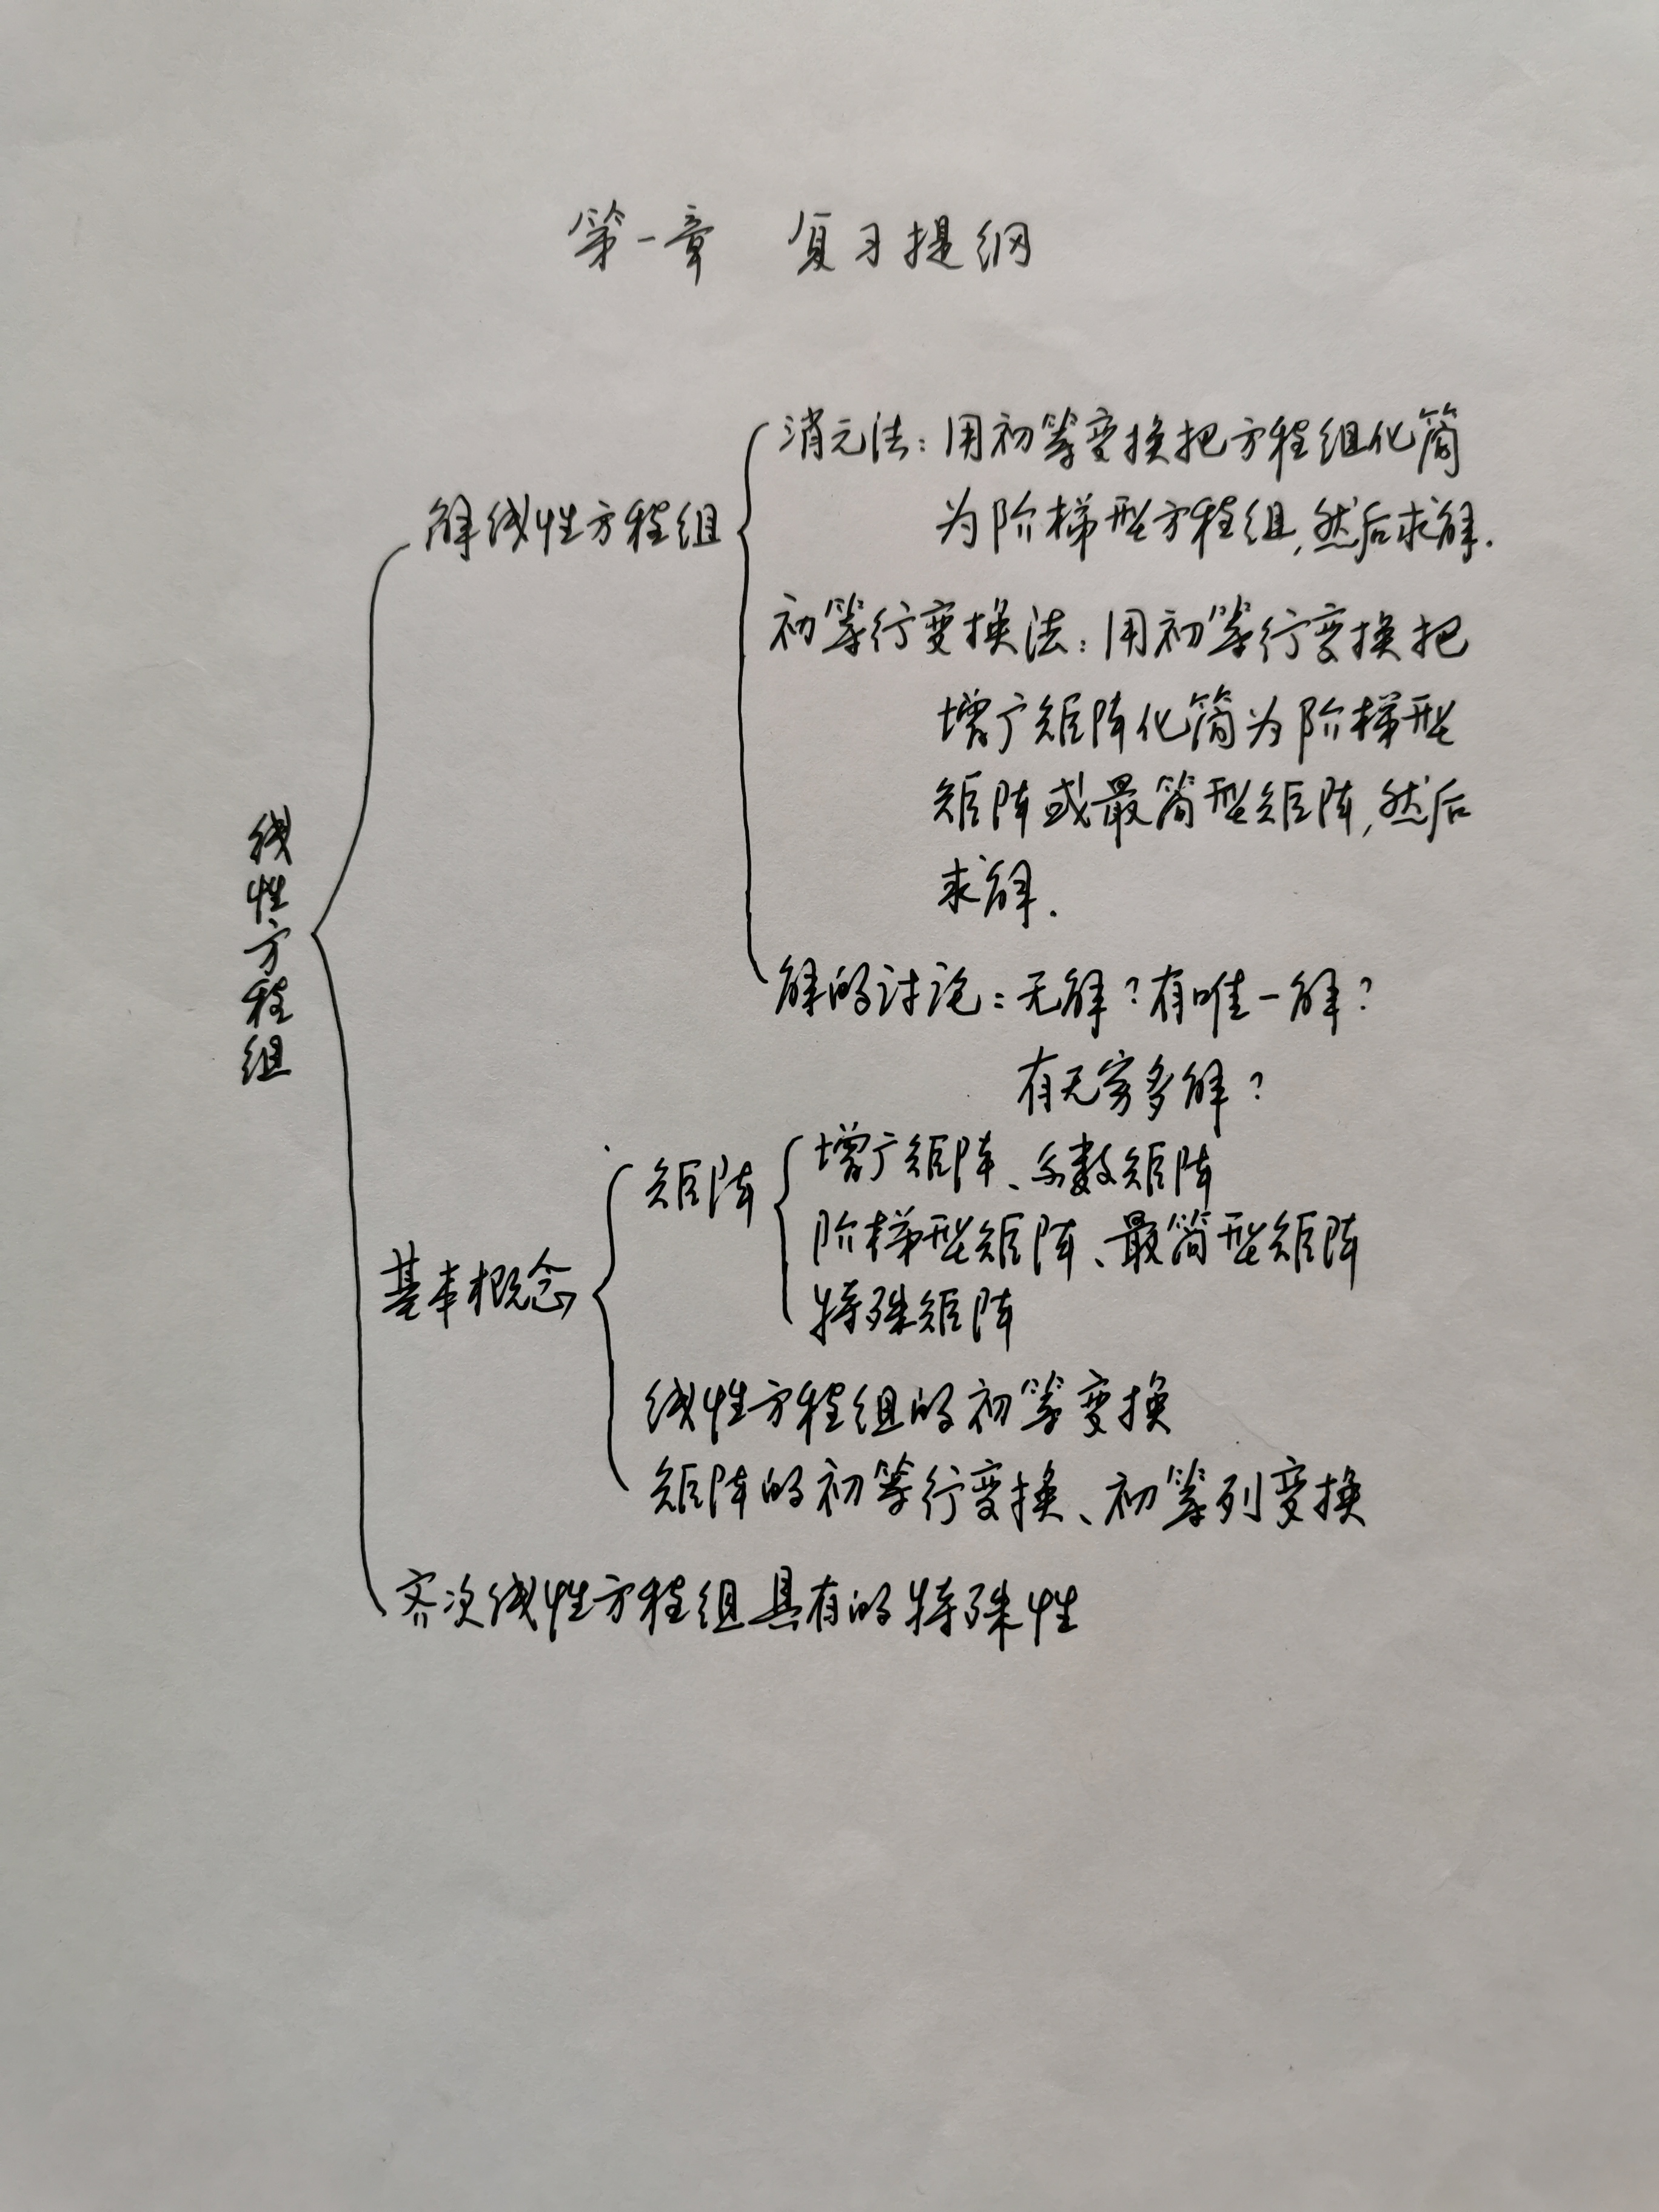 第一章 复习提纲
消元法：用初等变换把方程组化简
解线性方程组
为阶梯型方程组,然后求解.
初等行变换法：用初等行变换把
增广矩阵化简为阶梯型
矩阵或最简型矩阵,然后
求解.
线性方程组
解的讨论：无解？有唯一解？
有无穷多解？
矩阵
增广矩阵、系数矩阵
阶梯型矩阵、最简型矩阵
特殊矩阵
基本概念
线性方程组的初等变换
矩阵的初等行变换、初等列变换
齐次线性方程组具有的特殊性